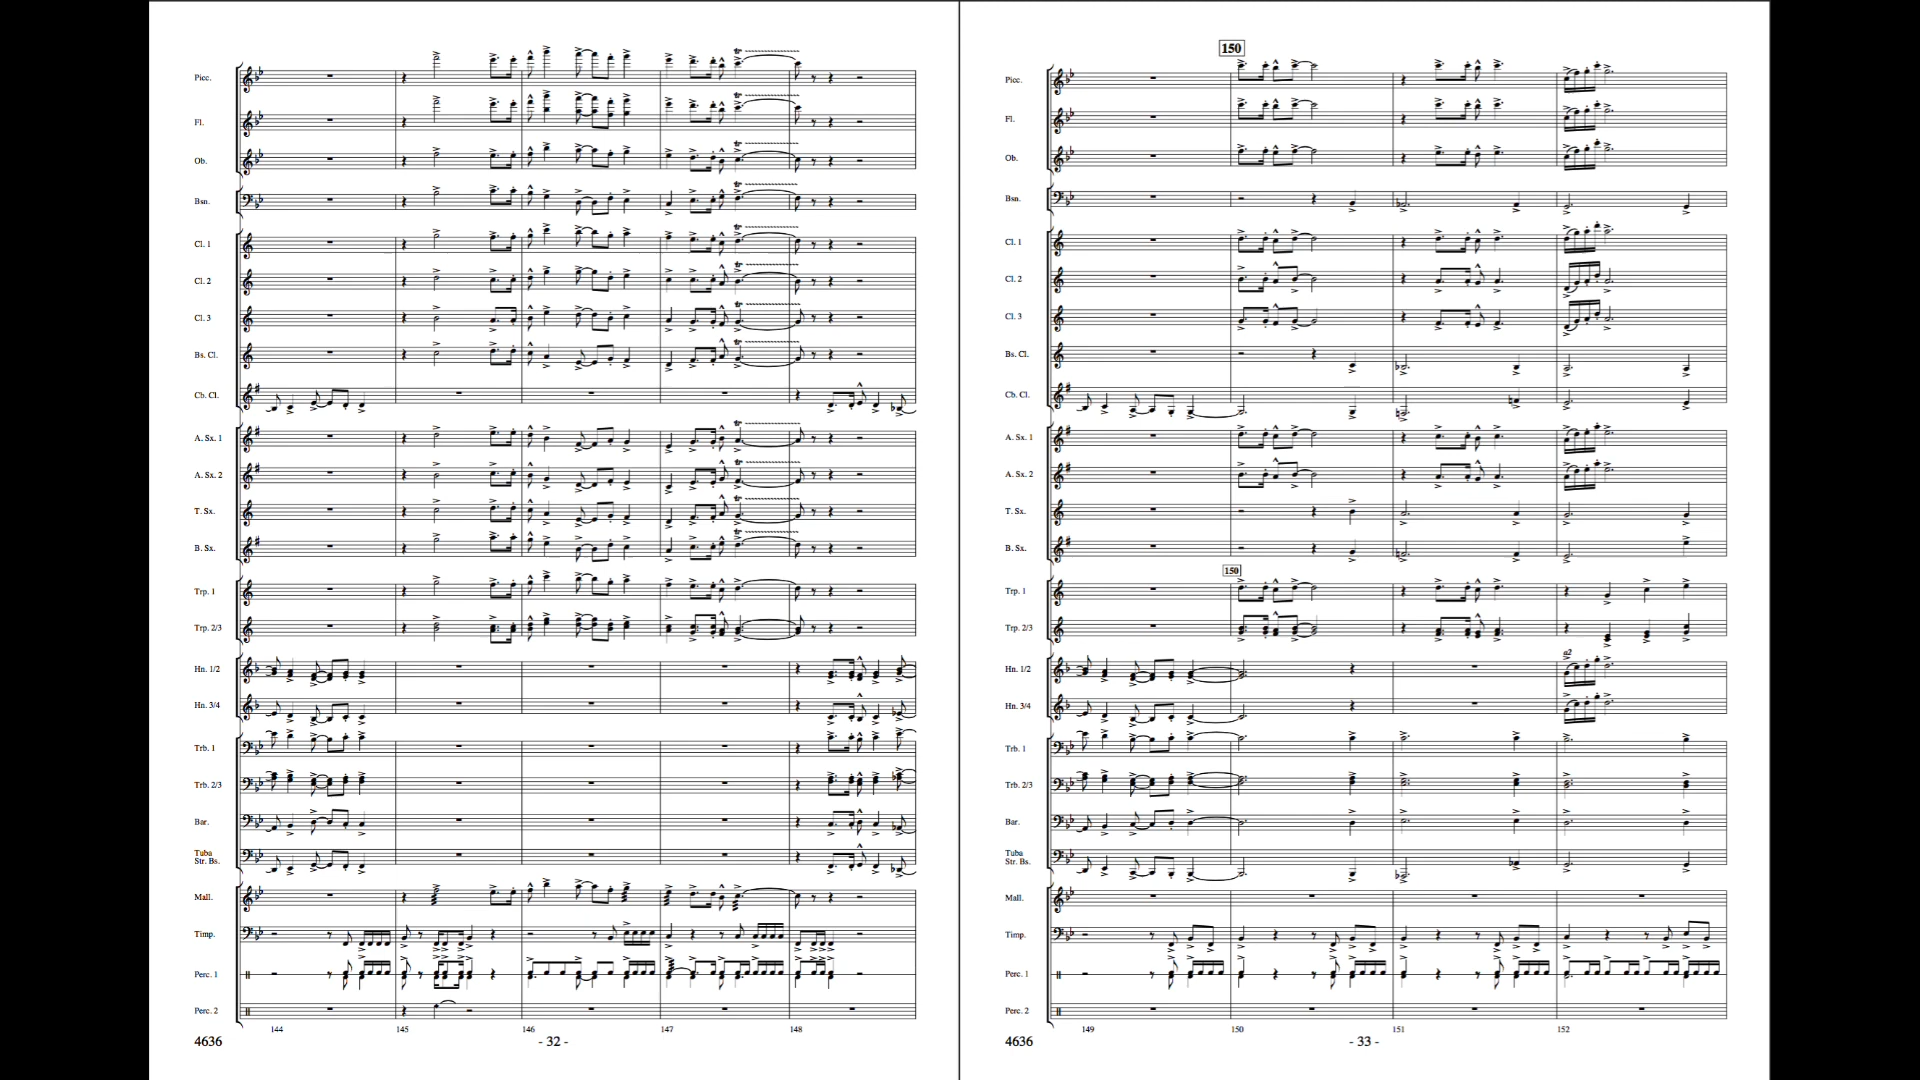 Picc.
Fl.
Ob.
Bsn.
Cl. 1
Cl. 2
Cl. 3
Bs. Cl.
Cb. Cl.
A. Sx. 1
A. Sx. 2
T. Sx.
B. Sx.
Trp. 1
Trp. 2/3
Hn. 1/2
Hn. 3/4
Trb. 1
Trb. 2/3
Bar.
Tuba
Str. Bs.
Mall.
Timp.
Perc. 1
Perc. 2
144 145 146 147 148
4636 - 32 -
150
Picc.
Fl.
Ob.
Bsn.
Cl. 1
Cl. 2
Cl. 3
Bs. Cl.
Cb. Cl.
A. Sx. 1
A. Sx. 2
T. Sx.
B. Sx.
150
Trp. 1
Trp. 2/3
a2
Hn. 1/2
Hn. 3/4
Trb. 1
Trb. 2/3
Bar.
Tuba
Str. Bs.
Mall.
Timp.
Perc. 1
Perc. 2
149 150 151 152
4636 - 33 -